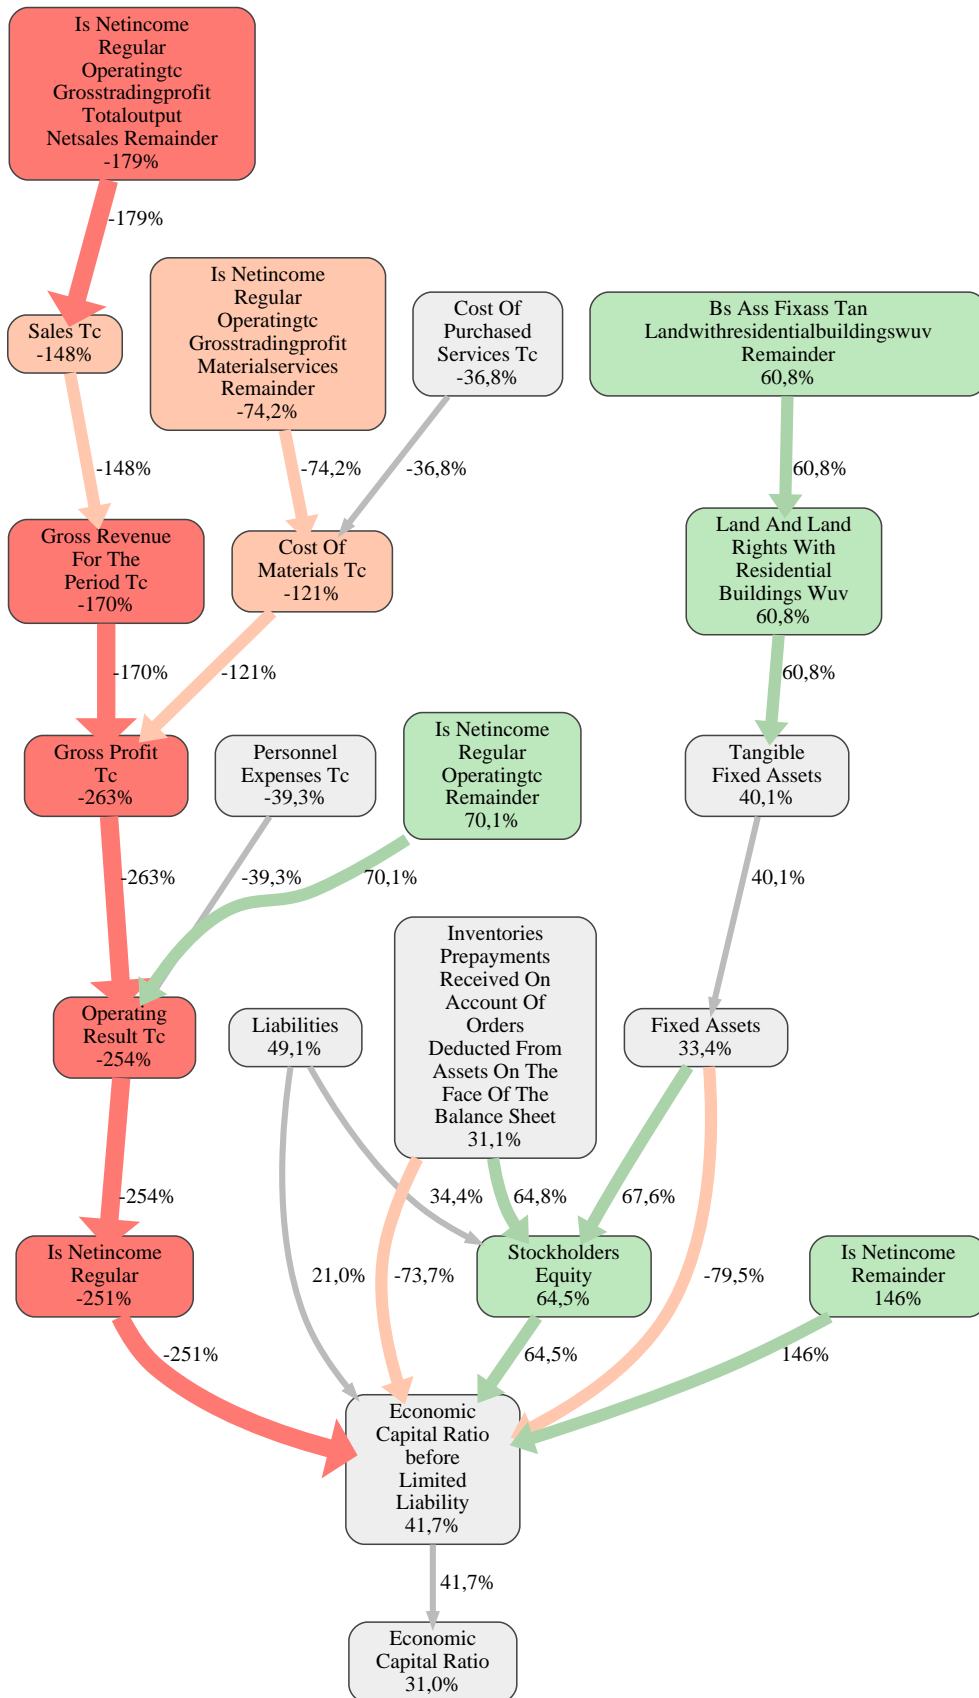 Is Netincome
Regular
Operatingtc
Grosstradingprofit
Totaloutput
Netsales Remainder
-179%
-179%
Is Netincome
Regular
Operatingtc
Grosstradingprofit
Materialservices
Remainder
-74,2%
Cost Of
Purchased
Services Tc
-36,8%
Bs Ass Fixass Tan
Landwithresidentialbuildingswuv
Remainder
60,8%
Sales Tc
-148%
-148%
-74,2%
-36,8%
60,8%
Gross Revenue
For The
Period Tc
-170%
Cost Of
Materials Tc
-121%
Land And Land
Rights With
Residential
Buildings Wuv
60,8%
-170%
-121%
60,8%
Gross Profit
Tc
-263%
Personnel
Expenses Tc
-39,3%
Is Netincome
Regular
Operatingtc
Remainder
70,1%
Tangible
Fixed Assets
40,1%
-263%
-39,3%
70,1%
40,1%
Inventories
Prepayments
Received On
Account Of
Orders
Deducted From
Assets On The
Face Of The
Balance Sheet
31,1%
Operating
Result Tc
-254%
Liabilities
49,1%
Fixed Assets
33,4%
-254%
34,4%
64,8%
67,6%
Is Netincome
Regular
-251%
21,0%
-73,7%
Stockholders
Equity
64,5%
-79,5%
Is Netincome
Remainder
146%
-251%
64,5%
146%
Economic
Capital Ratio
before
Limited
Liability
41,7%
41,7%
Economic
Capital Ratio
31,0%